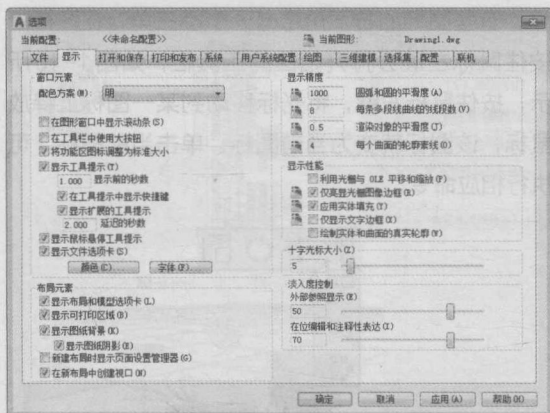 选项
当前配置: <<未命名配置>> 当前图形: Drawing1.dwg
文件 显示 打开和保存 打印和发布 系统 用户系统配置 绘图 三维建模 选择集 配置 联机
窗口元素
配色方案(M): 明
在图形窗口中显示滚动条(S)
在工具栏中使用大按钮
将功能区图标调整为标准大小
显示工具提示(T)
1.000 显示前的秒数
在工具提示中显示快捷键
显示扩展的工具提示
2.000 延迟的秒数
显示鼠标悬停工具提示
显示文件选项卡(S)
颜色(C)... 字体(F)...
布局元素
显示布局和模型选项卡(L)
显示可打印区域(B)
显示图纸背景(K)
显示图纸阴影(E)
新建布局时显示页面设置管理器(G)
在新布局中创建视口(N)
显示精度
1000 圆弧和圆的平滑度(A)
8 每条多段线曲线的线段数(V)
0.5 渲染对象的平滑度(J)
4 每个曲面的轮廓素线(O)
显示性能
利用光栅与 OLE 平移和缩放(P)
仅亮显光栅图像边框(R)
应用实体填充(Y)
仅显示文字边框(X)
绘制实体和曲面的真实轮廓(W)
十字光标大小(Z)
5
淡入度控制
外部参照显示(E)
50
在位编辑和注释性表达(I)
70
确定 取消 应用(A) 帮助(H)